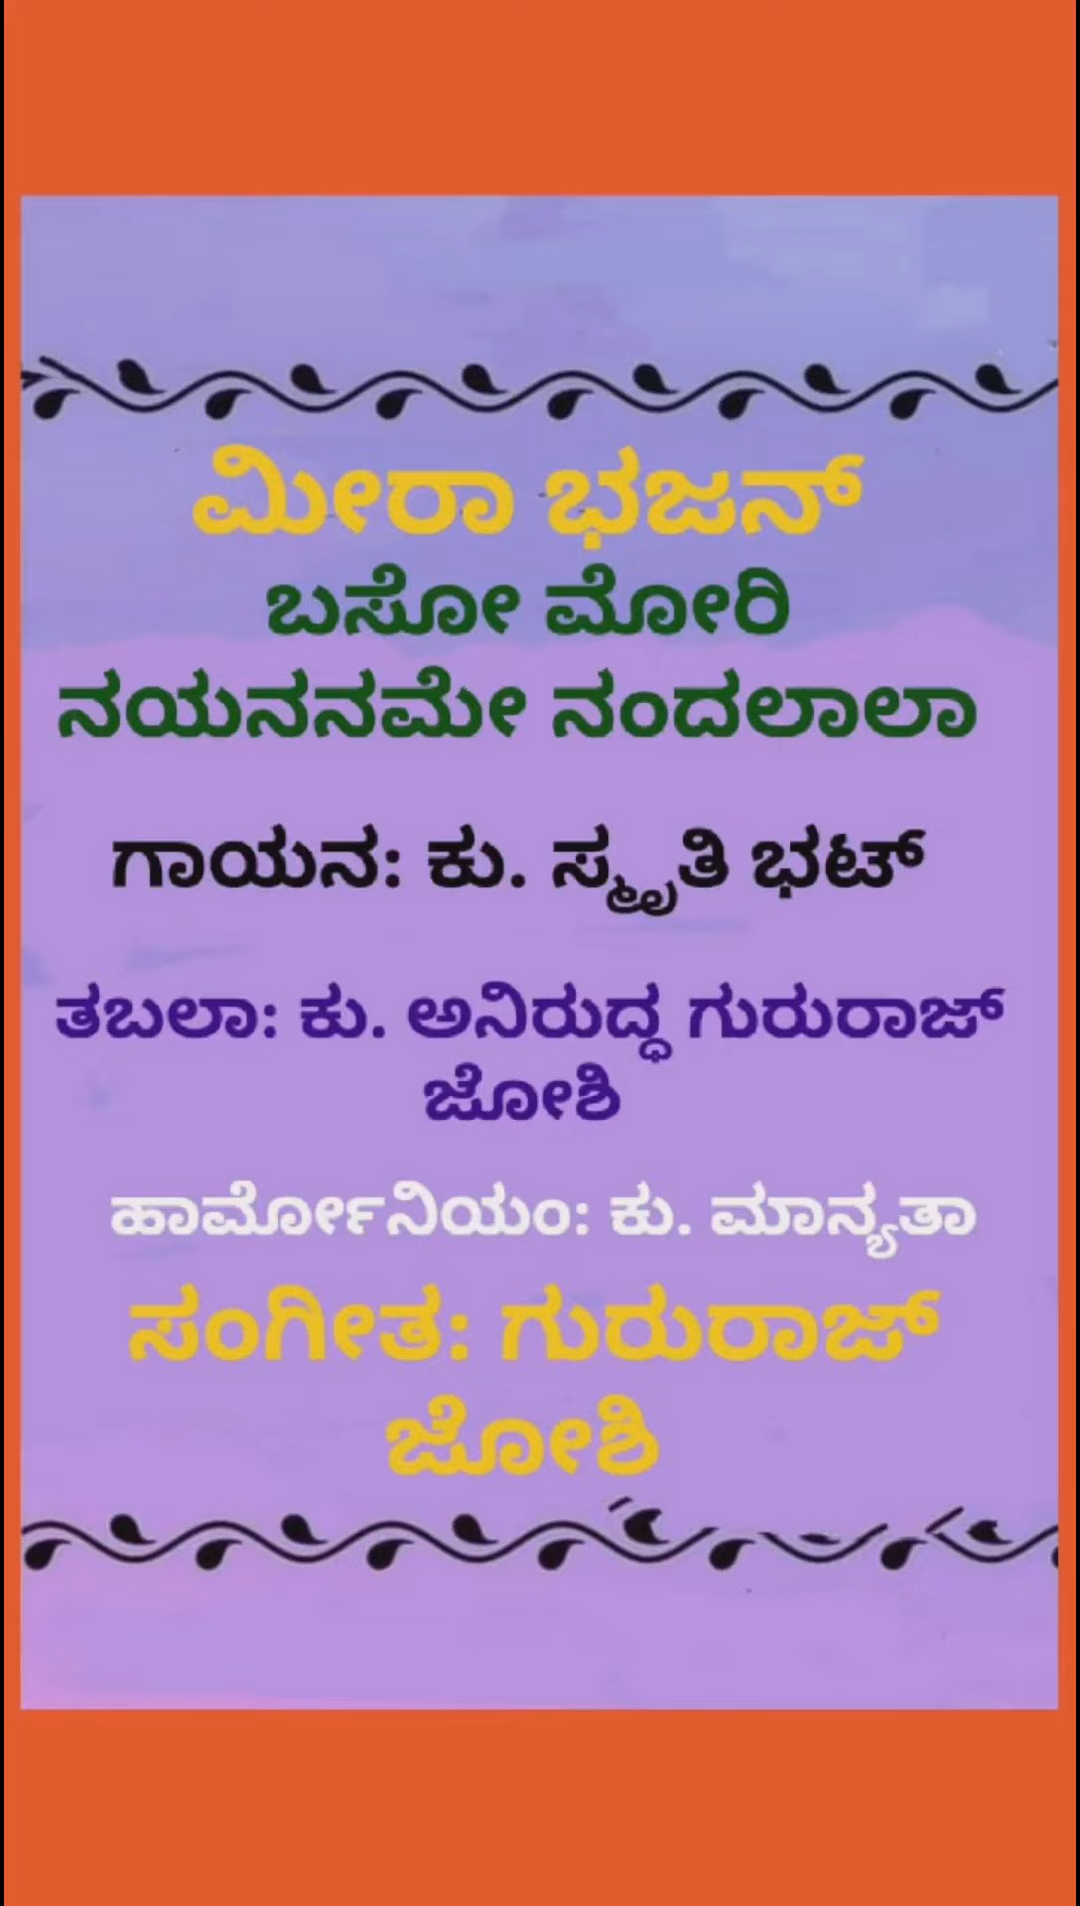 ಮೀರಾ ಭಜನ್
ಬಸೋ ಮೋರಿ
ನಯನನಮೇ ನಂದಲಾಲಾ
ಗಾಯನ: ಕು. ಸ್ಮೃತಿ ಭಟ್
ತಬಲಾ: ಕು. ಅನಿರುದ್ಧ ಗುರುರಾಜ್
ಜೋಶಿ
ಹಾರ್ಮೋನಿಯಂ: ಕು. ಮಾನ್ಯತಾ
ಸಂಗೀತ: ಗುರುರಾಜ್
ಜೋಶಿ